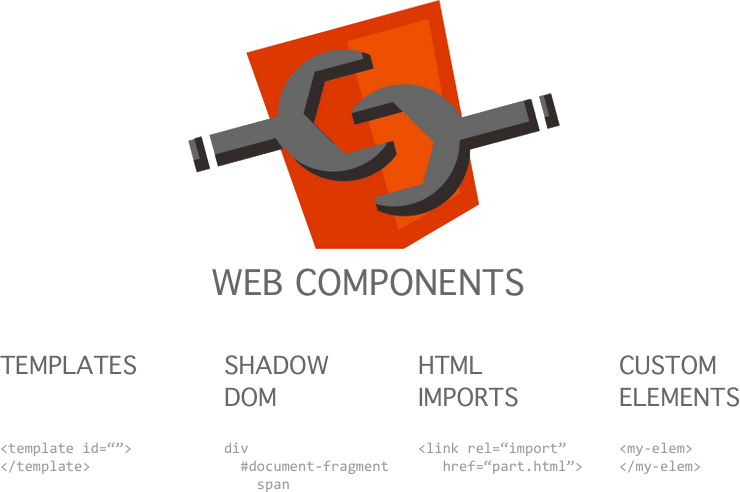 WEB COMPONENTS
TEMPLATES
<template id=“”>
</template>
SHADOW
DOM
div
#document-fragment
span
HTML
IMPORTS
<link rel=“import”
href=“part.html”>
CUSTOM
ELEMENTS
<my-elem>
</my-elem>